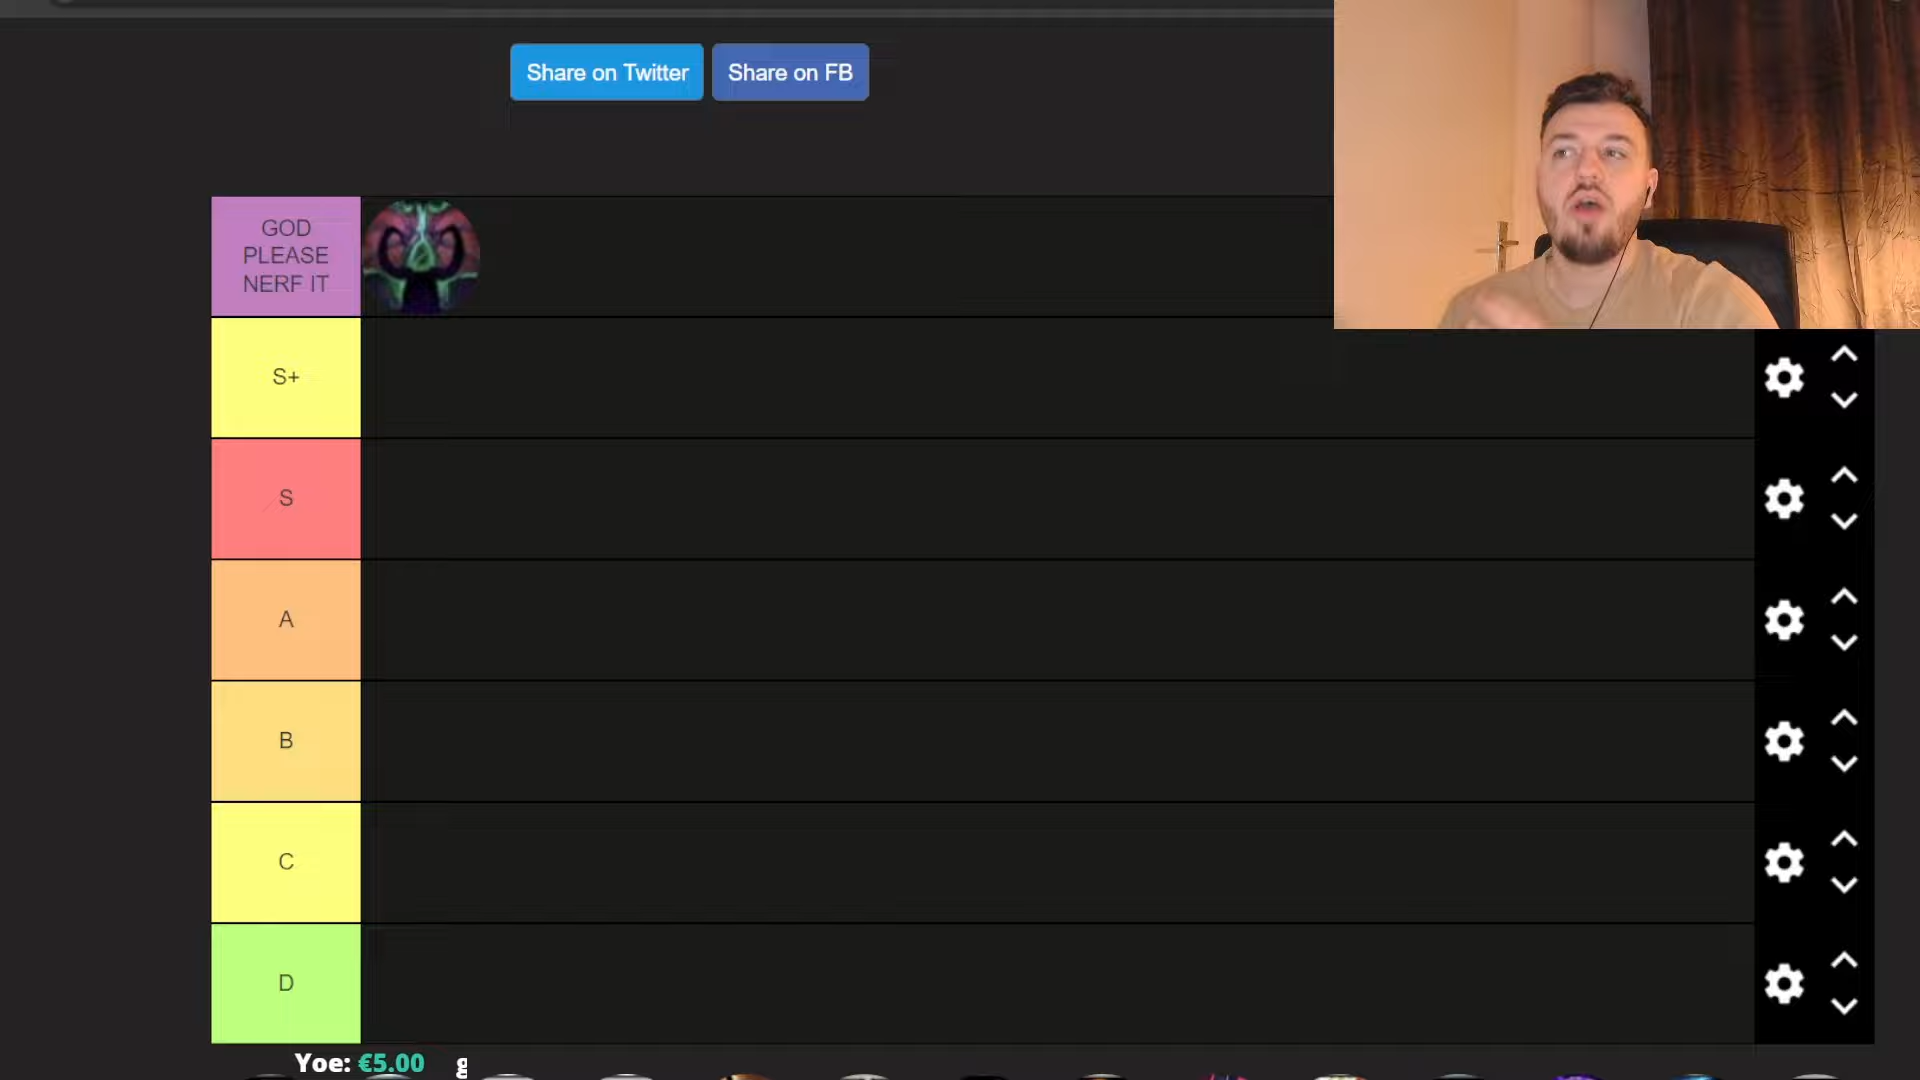 Share on Twitter
Share on FB
GOD
PLEASE
NERF IT
S+
S
A
B
C
D
Yoe: €5.00 g